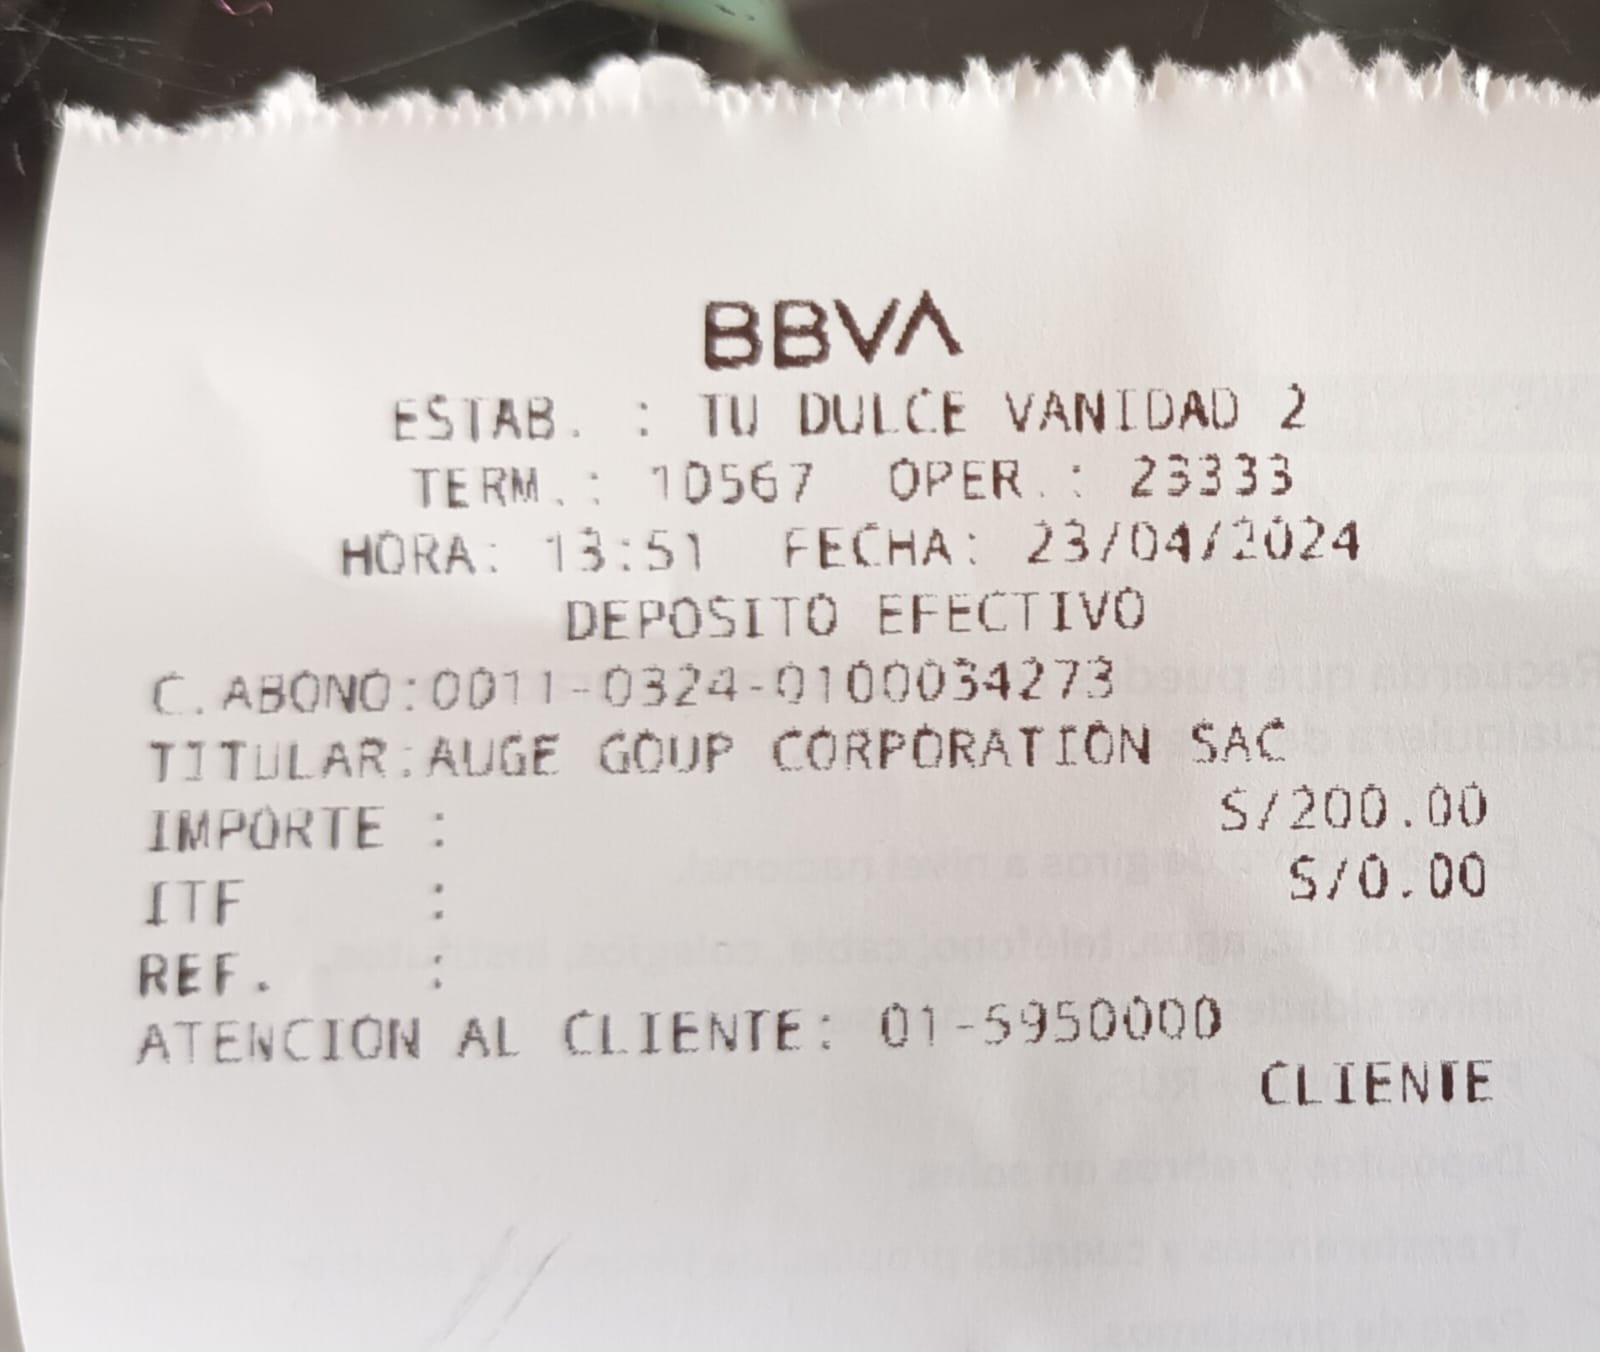 BBVA
ESTAB. : TU DULCE VANIDAD 2
TERM.: 10567 OPER.: 23333
HORA: 13:51 FECHA: 23/04/2024
DEPOSITO EFECTIVO
C.ABONO:0011-0324-0100034273
TITULAR:AUGE GOUP CORPORATION SAC
IMPORTE : S/200.00
ITF : S/0.00
REF. :
ATENCION AL CLIENTE: 01-5950000
CLIENTE